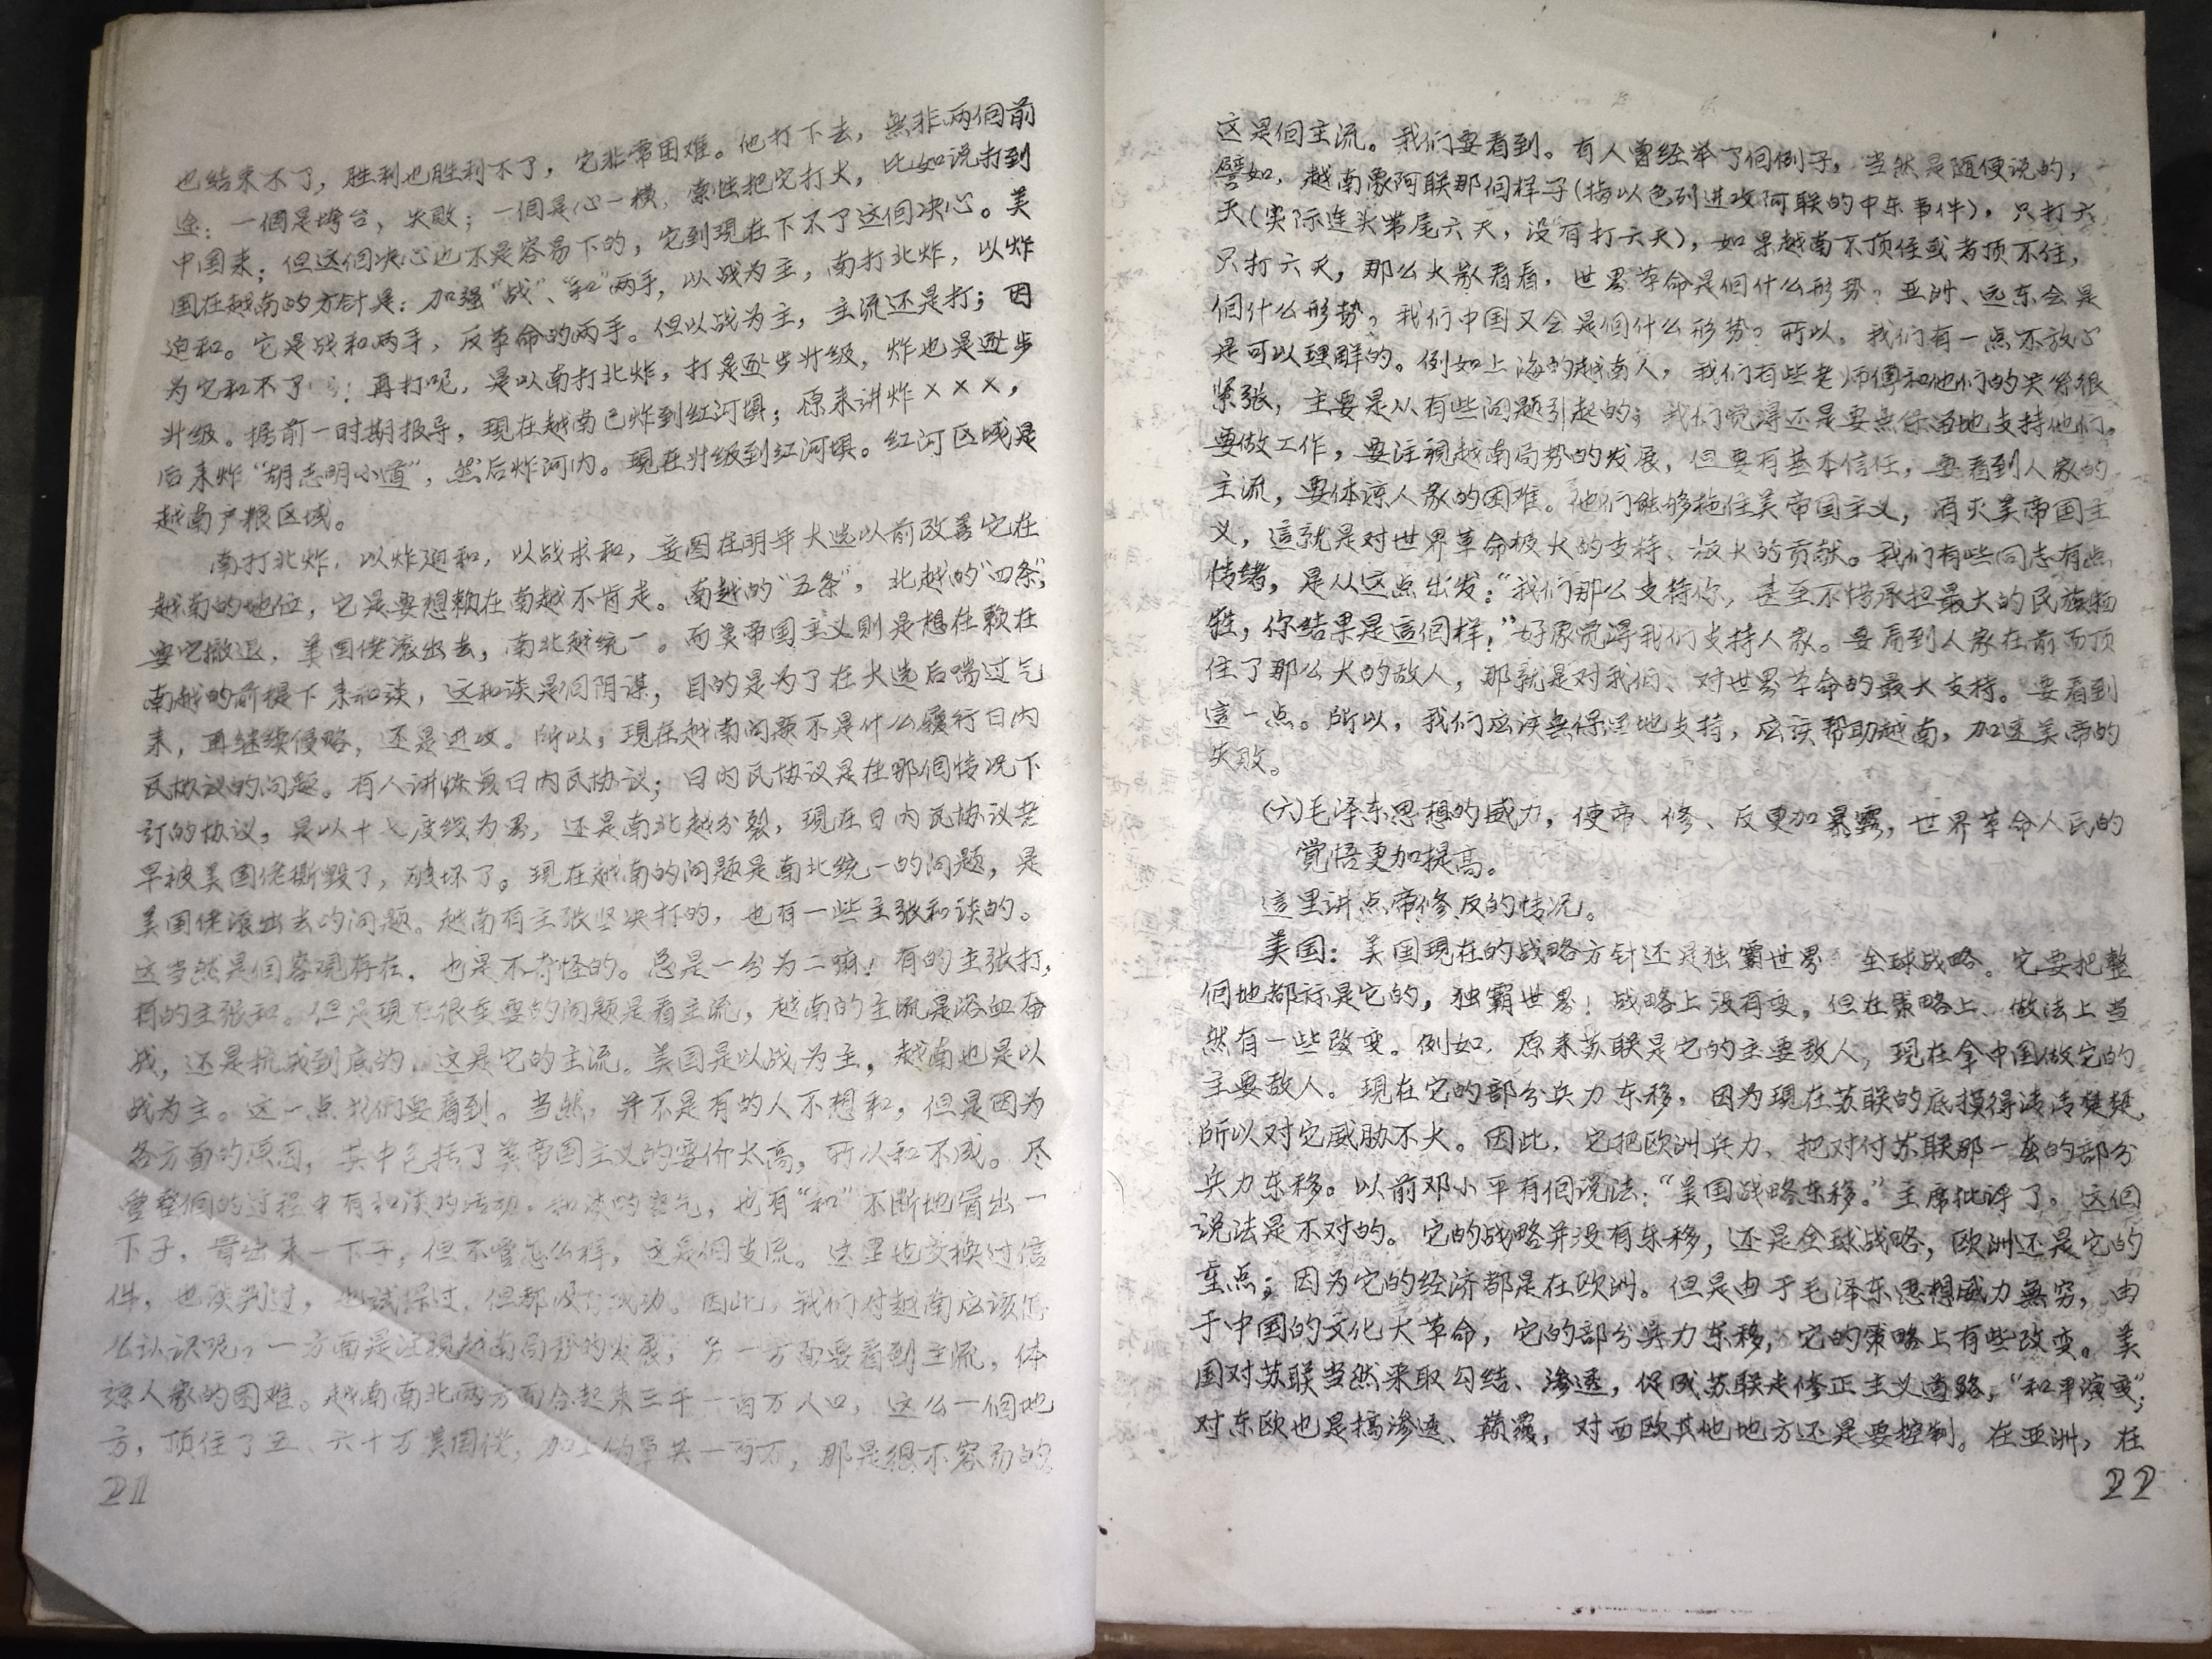 也结束不了，胜利也胜利不了，它非常困难。他打下去，無非两個前
途：一個是垮台，失败；一個是心一横，索性把它打大，比如说打到
中国来；但这個决心也不是容易下的，它到現在下不了这個决心。美
国在越南的方针是：加强“战”、“和”两手，以战为主，南打北炸，以炸
迫和。它是战和两手，反革命的两手。但以战为主，主流还是打；因
为它和不了！再打呢，是以南打北炸，打是逐步升级，炸也是逐步
升级。据前一时期报导，現在越南已炸到红河壩；原来讲炸×××，
后来炸“胡志明小道”，然后炸河内。現在升级到红河壩。红河区域是
越南产粮区域。
南打北炸，以炸迥和，以战求和，妄图在明年大选以前改善它在
越南的地位，它是要想赖在南越不肯走。南越的“五条”，北越的“四条”，
要它撤退，美国佬滚出去，南北越统一。而美帝国主义则是想在赖在
南越的前提下来和谈，这和谈是個阴谋，目的是为了在大选后喘过气
来，再继续侵略，还是进攻。所以，現在越南问题不是什么履行日内
瓦协议的问题。有人讲恢复日内瓦协议；日内瓦协议是在那個情况下
订的协议，是以十七度线为界，还是南北越分裂，現在日内瓦协议老
早被美国佬撕毁了，破坏了。現在越南的问题是南北统一的问题，是
美国佬滚出去的问题。越南有主张坚决打的，也有一些主张和谈的。
这当然是個客观存在，也是不奇怪的。总是一分为二嘛！有的主张打，
有的主张和。但是現在很重要的问题是看主流，越南的主流是浴血奋
战，还是抗战到底的，这是它的主流。美国是以战为主，越南也是以
战为主。这一点我们要看到。当然，并不是有的人不想和，但是因为
各方面的原因，其中包括了美帝国主义的要价太高，所以和不成。尽
管整個的过程中有和谈的活动，和谈的空气，也有“和”不断地冒出一
下子，冒出来一下子，但不管怎么样，这是個支流。这里也交换过信
件，也谈判过，也试探过，但都没有成功。因此，我们对越南应该怎
么认识呢？一方面是注視越南局势的发展；另一方面要看到主流，体
谅人家的困难。越南南北两方面合起来三千一百万人口，这么一個地
方，顶住了五、六十万美国佬，加上伪軍共一百万，那是很不容易的
21
这是個主流。我们要看到。有人曾经举了個例子，当然是随便说的，
譬如，越南象阿联那個样子（指以色列进攻阿联的中东事件），只打六
天（实际连头带尾六天，没有打六天），如果越南不顶住或者顶不住，
只打六天，那么大家看看，世界革命是個什么形势？亚洲、远东会是
個什么形势？我们中国又会是個什么形势？所以，我们有一点不放心
是可以理解的。例如上海的越南人，我们有些老师傅和他们的关系很
紧张，主要是从有些问题引起的；我们觉得还是要無保留地支持他们。
要做工作，要注視越南局势的发展，但要有基本信任，要看到人家的
主流，要体谅人家的困难。他们能够拖住美帝国主义，消灭美帝国主
义，這就是对世界革命极大的支持、极大的贡献。我们有些同志有点
情绪，是从这点出发：“我们那么支持你，甚至不惜承担最大的民族牺
牲，你结果是這個样！”好象觉得我们支持人家。要看到人家在前面顶
住了那么大的敌人，那就是对我们、对世界革命的最大支持。要看到
這一点。所以，我们应该無保留地支持，应该帮助越南，加速美帝的
失败。
(六)毛泽东思想的威力，使帝、修、反更加暴露，世界革命人民的
觉悟更加提高。
這里讲点帝修反的情况。
美国：美国現在的战略方针还是独霸世界　全球战略。它要把整
個地都标是它的，独霸世界！战略上没有变，但在策略上、做法上当
然有一些改变。例如，原来苏联是它的主要敌人，現在拿中国做它的
主要敌人。現在它的部分兵力东移，因为現在苏联的底摸得清清楚楚，
所以对它威胁不大。因此，它把欧洲兵力、把对付苏联那一套的部分
兵力东移。以前邓小平有個说法：“美国战略东移。”主席批评了，这個
说法是不对的。它的战略并没有东移，还是全球战略，欧洲还是它的
重点；因为它的经济都是在欧洲。但是由于毛泽东思想威力無穷，由
于中国的文化大革命，它的部分兵力东移，它的策略上有些改变。美
国对苏联当然采取勾结、渗透，促成苏联走修正主义道路，“和平演变”；
对东欧也是搞渗透、颠覆，对西欧其他地方还是要控制。在亚洲，在
22